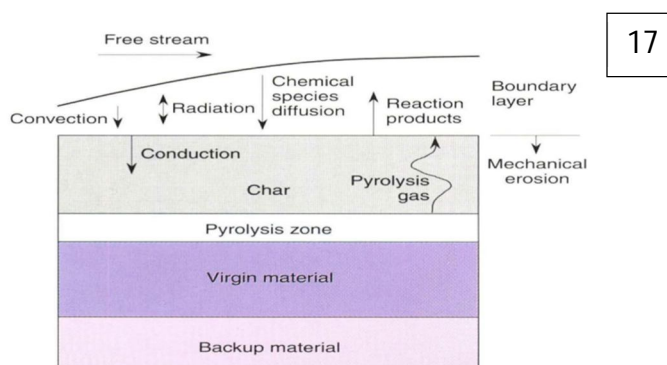 17
Free stream
Convection
Radiation
Chemical
species
diffusion
Reaction
products
Boundary
layer
Mechanical
erosion
Conduction
Char
Pyrolysis
gas
Pyrolysis zone
Virgin material
Backup material